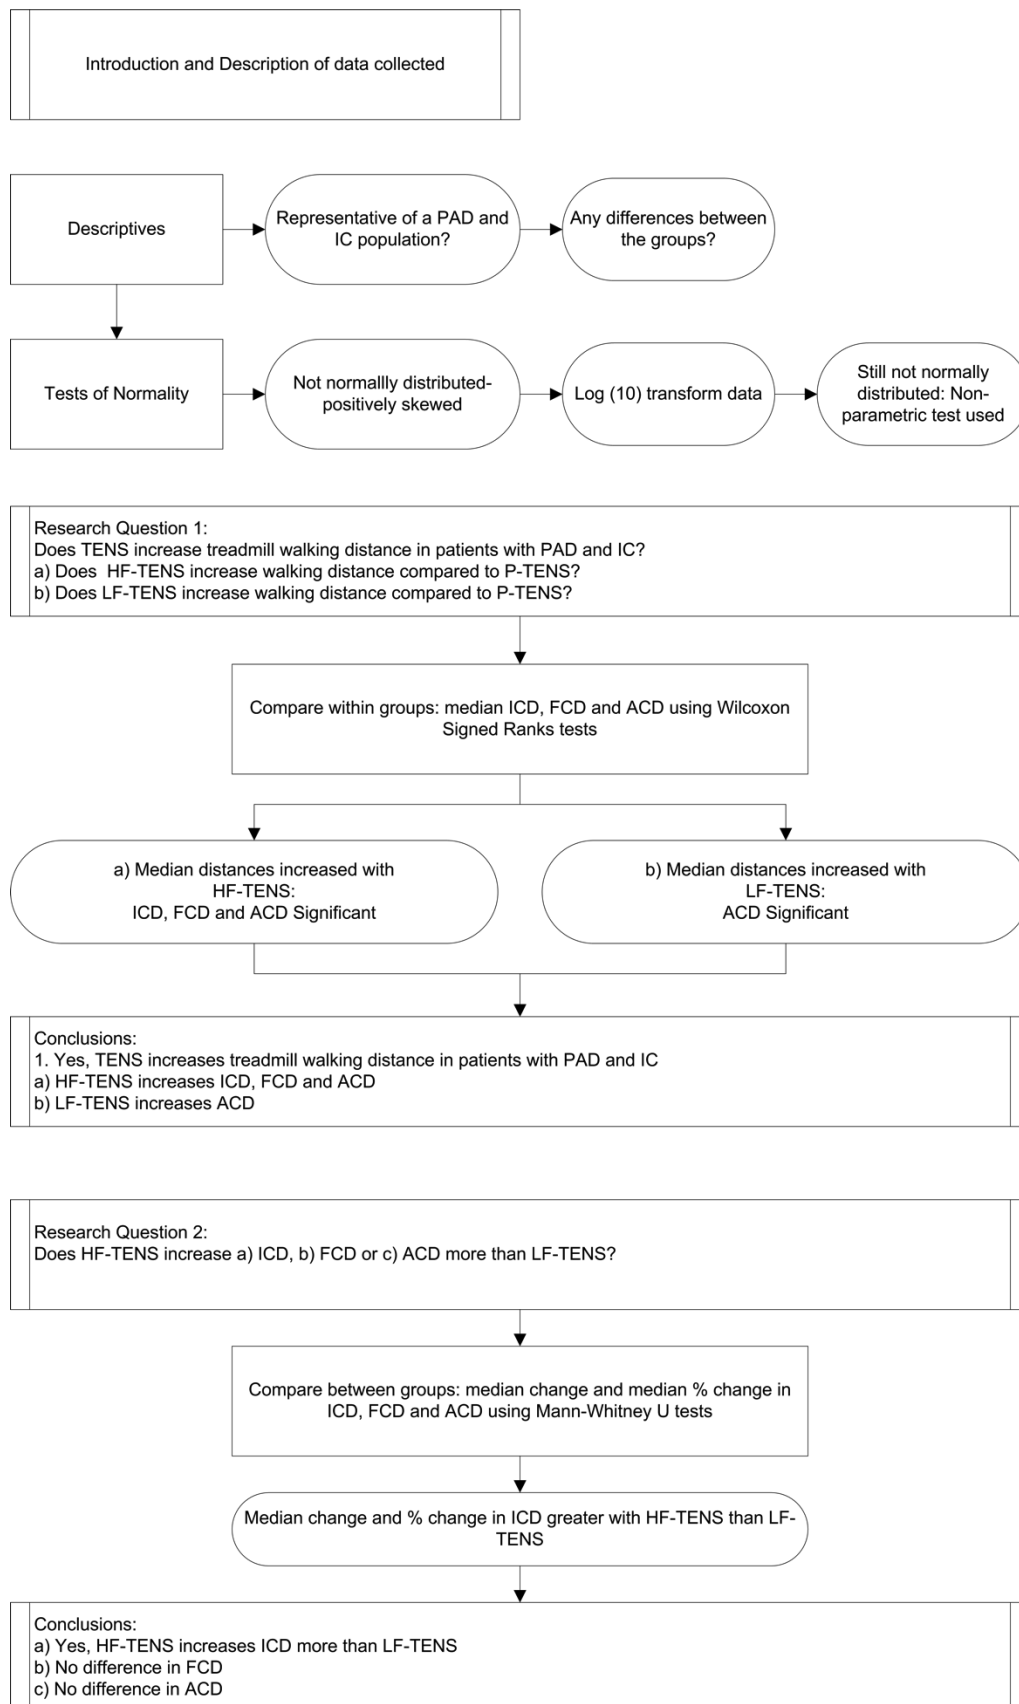 Introduction and Description of data collected
Descriptives
Representative of a PAD and
IC population?
Any differences between
the groups?
Tests of Normality
Not normallly distributed-
positively skewed
Log (10) transform data
Still not normally
distributed: Non-
parametric test used
Research Question 1:
Does TENS increase treadmill walking distance in patients with PAD and IC?
a) Does  HF-TENS increase walking distance compared to P-TENS?
b) Does LF-TENS increase walking distance compared to P-TENS?
Compare within groups: median ICD, FCD and ACD using Wilcoxon
Signed Ranks tests
a) Median distances increased with
HF-TENS:
ICD, FCD and ACD Significant
b) Median distances increased with
LF-TENS:
ACD Significant
Conclusions:
1. Yes, TENS increases treadmill walking distance in patients with PAD and IC
a) HF-TENS increases ICD, FCD and ACD
b) LF-TENS increases ACD
Research Question 2:
Does HF-TENS increase a) ICD, b) FCD or c) ACD more than LF-TENS?
Compare between groups: median change and median % change in
ICD, FCD and ACD using Mann-Whitney U tests
Median change and % change in ICD greater with HF-TENS than LF-
TENS
Conclusions:
a) Yes, HF-TENS increases ICD more than LF-TENS
b) No difference in FCD
c) No difference in ACD